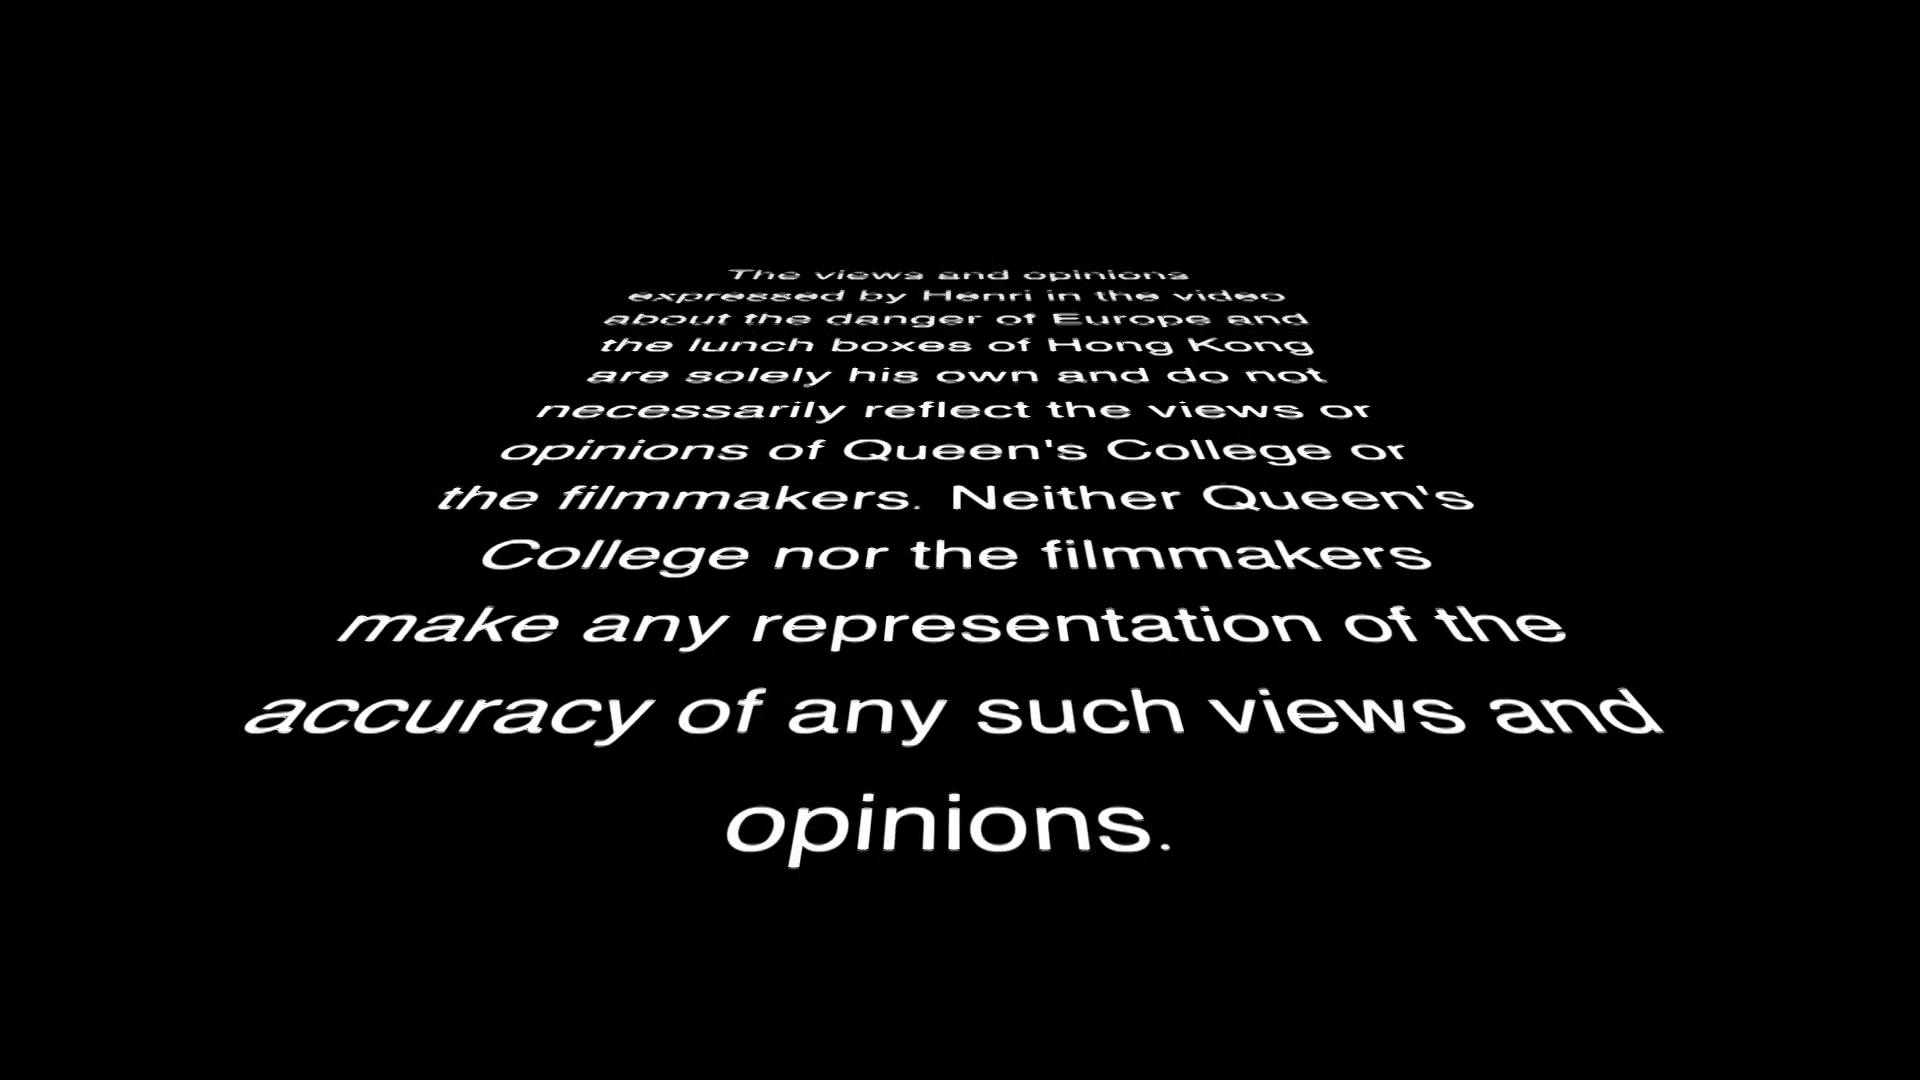 The views and opinions
expressed by Henri in the video
about the danger of Europe and
the lunch boxes of Hong Kong
are solely his own and do not
necessarily reflect the views or
opinions of Queen's College or
the filmmakers. Neither Queen's
College nor the filmmakers
make any representation of the
accuracy of any such views and
opinions.